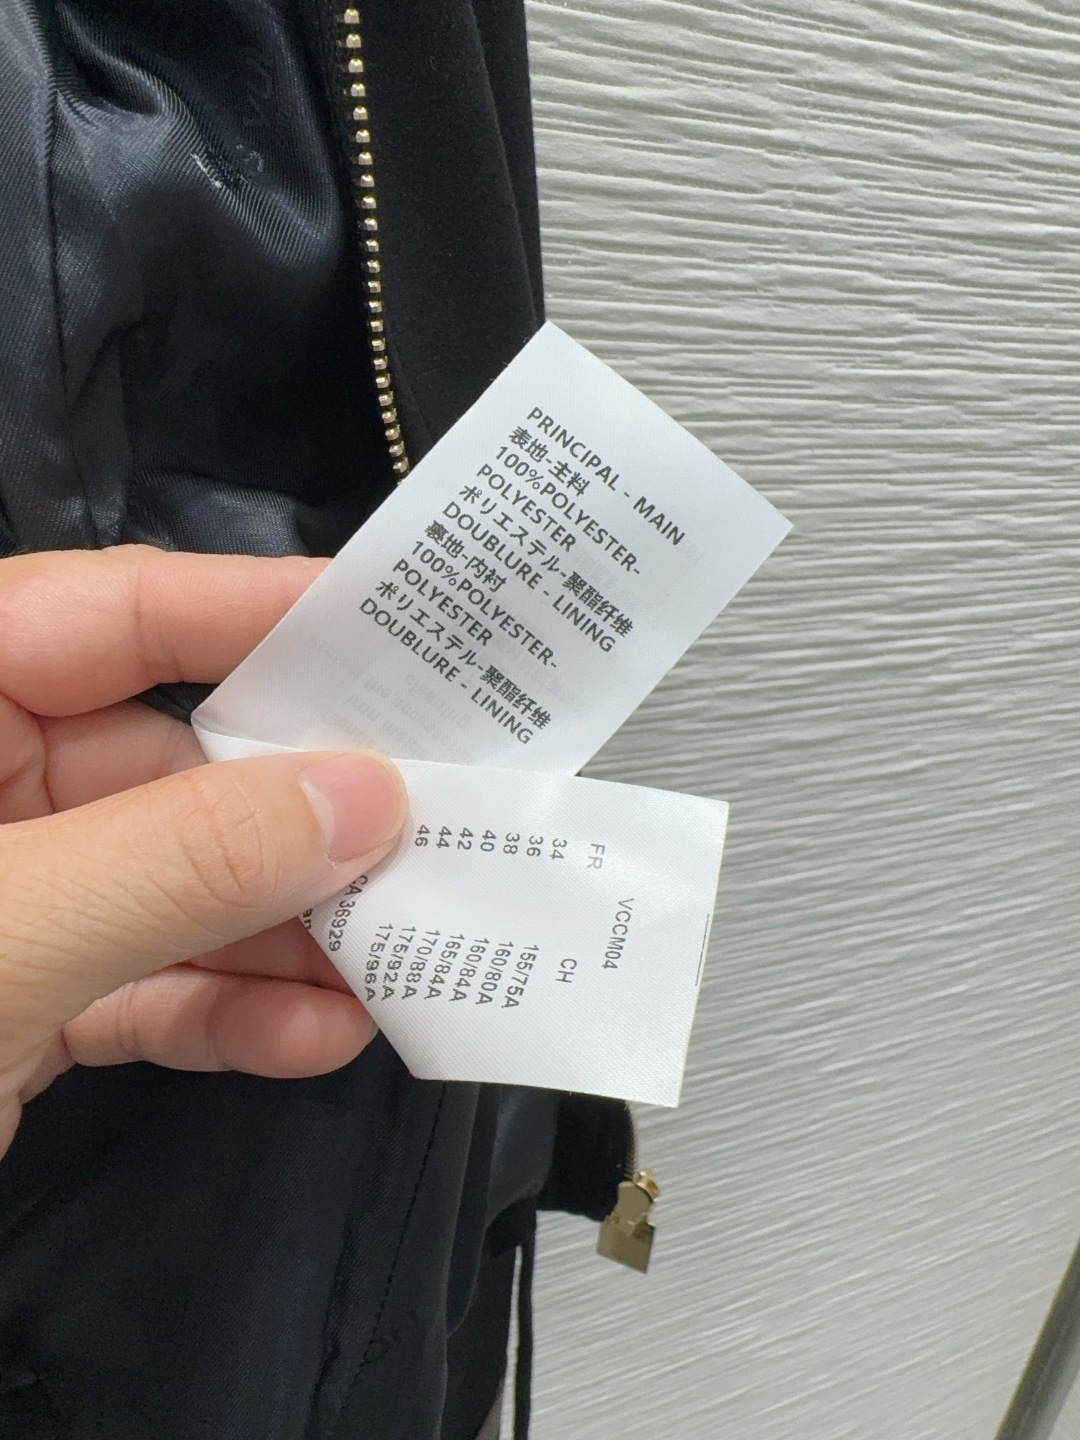 PRINCIPAL - MAIN
表地-主料
100%POLYESTER-
POLYESTER
ポリエステル-聚酯纤维
DOUBLURE - LINING
裏地-内衬
100%POLYESTER-
POLYESTER
ポリエステル-聚酯纤维
DOUBLURE - LINING
VCCM04
FR CH
34 155/75A
36 160/80A
38 160/84A
40 165/84A
42 170/88A
44 175/92A
46 175/96A
CA 36929